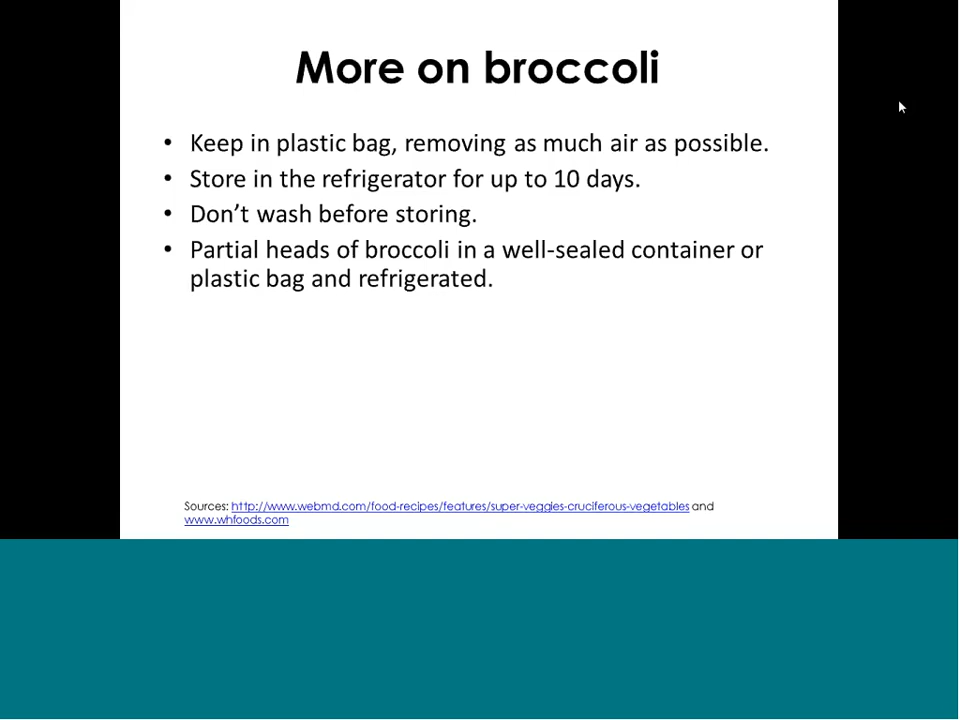 More on broccoli
• Keep in plastic bag, removing as much air as possible.
• Store in the refrigerator for up to 10 days.
• Don’t wash before storing.
• Partial heads of broccoli in a well-sealed container or
plastic bag and refrigerated.
Sources: http://www.webmd.com/food-recipes/features/super-veggies-cruciferous-vegetables and
www.whfoods.com